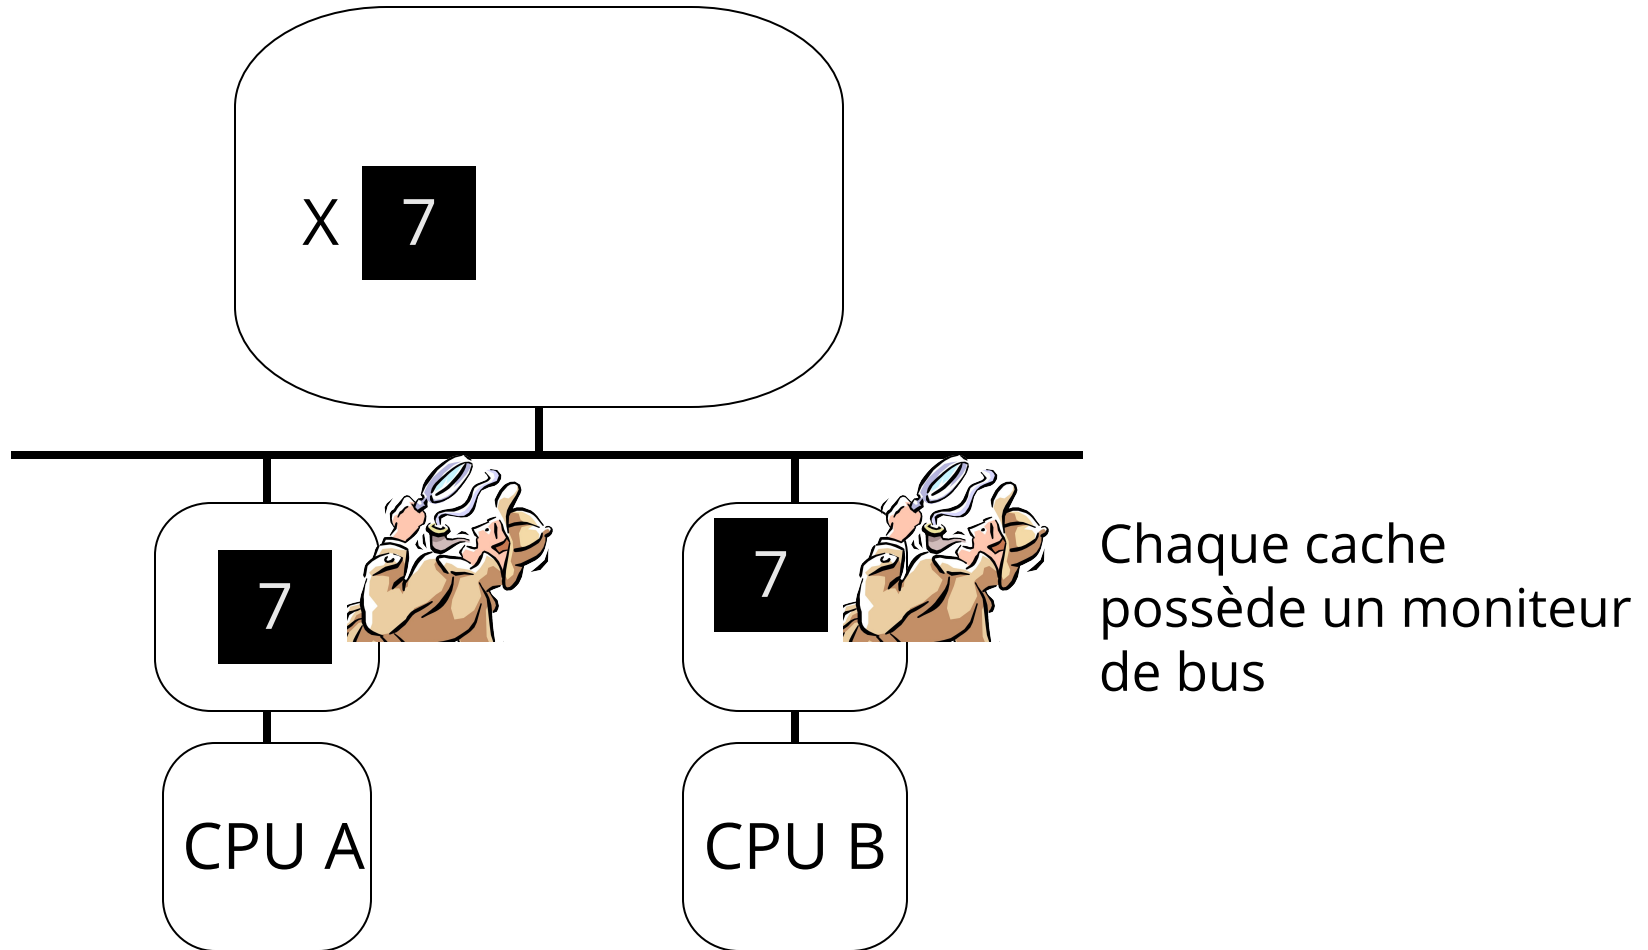 X 7
7
7
Chaque cache
possède un moniteur
de bus
CPU A
CPU B